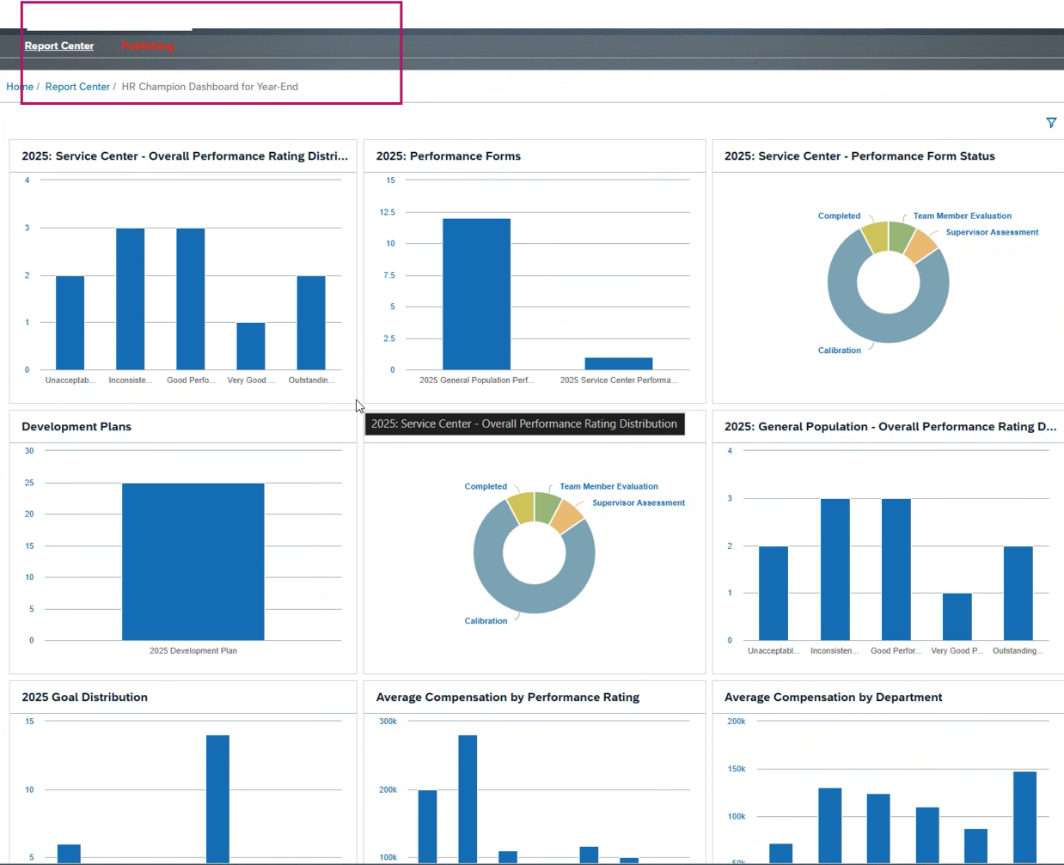 Report Center Publishing
Home / Report Center / HR Champion Dashboard for Year-End
2025: Service Center - Overall Performance Rating Distri...
4
3
2
1
0
Unacceptab... Inconsiste... Good Perfo... Very Good ... Outstandin...
2025: Performance Forms
15
12.5
10
7.5
5
2.5
0
2025 General Population Perf... 2025 Service Center Performa...
2025: Service Center - Performance Form Status
Completed Team Member Evaluation
Supervisor Assessment
Calibration
Development Plans
30
25
20
15
10
5
0
2025 Development Plan
2025: Service Center - Overall Performance Rating Distribution
Completed Team Member Evaluation
Supervisor Assessment
Calibration
2025: General Population - Overall Performance Rating D...
4
3
2
1
0
Unacceptabl... Inconsisten... Good Perfor... Very Good P... Outstanding...
2025 Goal Distribution
15
10
5
Average Compensation by Performance Rating
300k
200k
100k
Average Compensation by Department
200k
150k
100k
50k